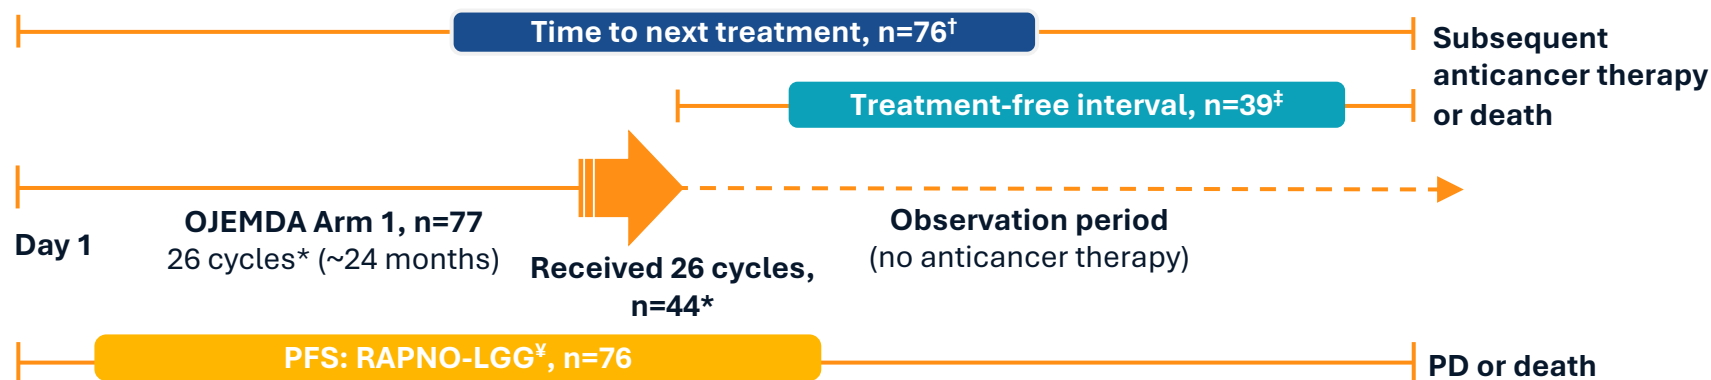 Time to next treatment, n=76†
Subsequent
anticancer therapy
or death
Treatment-free interval, n=39‡
Day 1
OJEMDA Arm 1, n=77
26 cycles* (~24 months)
Received 26 cycles,
n=44*
Observation period
(no anticancer therapy)
PFS: RAPNO-LGG¥, n=76
PD or death